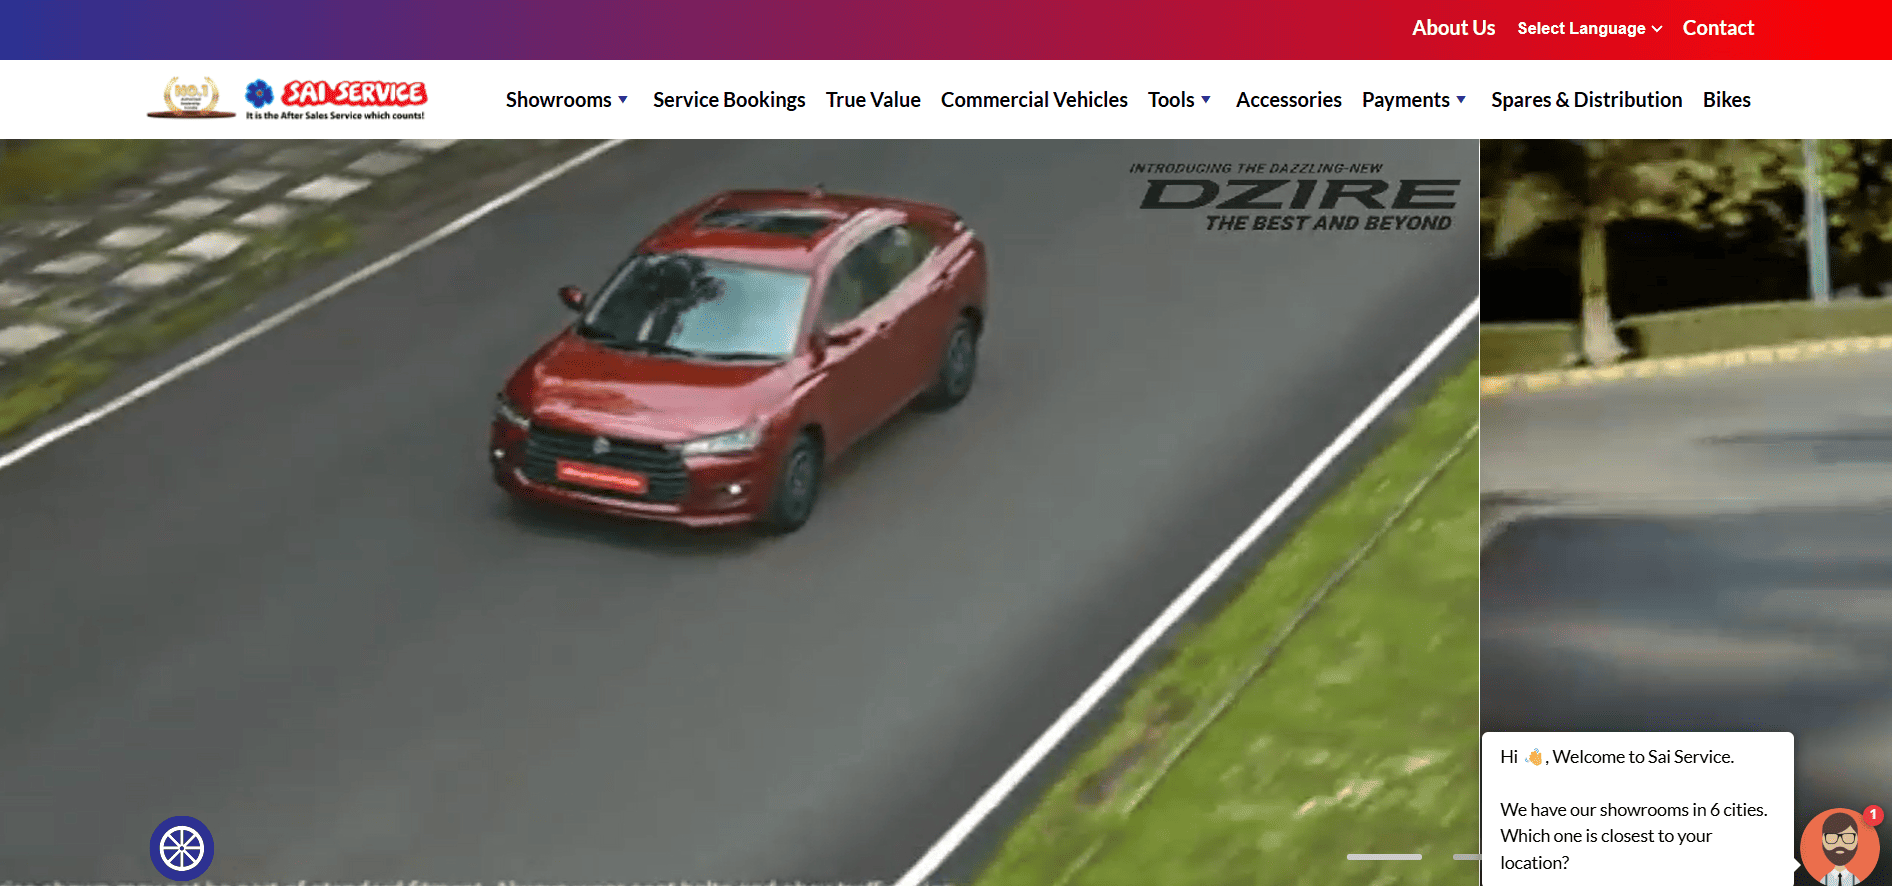 About Us Select Language Contact
NO.1
SAI SERVICE
It is the After Sales Service which counts!
Showrooms Service Bookings True Value Commercial Vehicles Tools Accessories Payments Spares & Distribution Bikes
INTRODUCING THE DAZZLING-NEW
DZIRE
THE BEST AND BEYOND
Hi 👋, Welcome to Sai Service.
We have our showrooms in 6 cities.
Which one is closest to your
location?
1